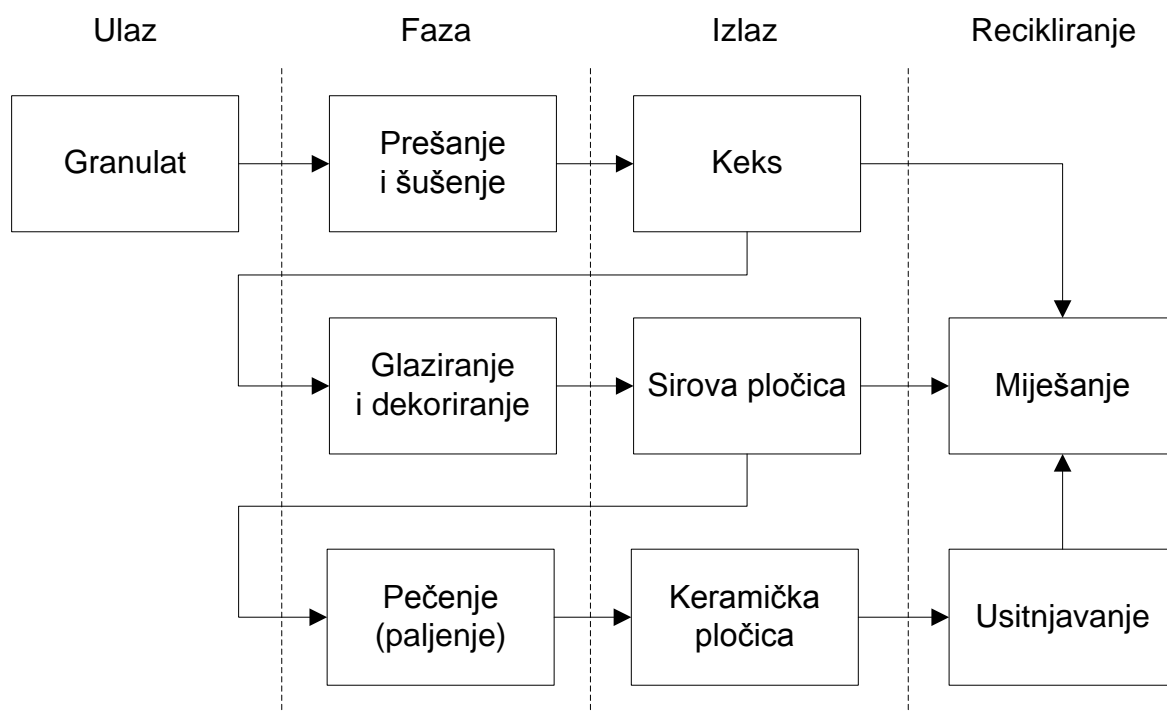 Ulaz
Faza
Izlaz
Recikliranje
Granulat
Prešanje
i šušenje
Keks
Glaziranje
i dekoriranje
Sirova pločica
Miješanje
Pečenje
(paljenje)
Keramička
pločica
Usitnjavanje